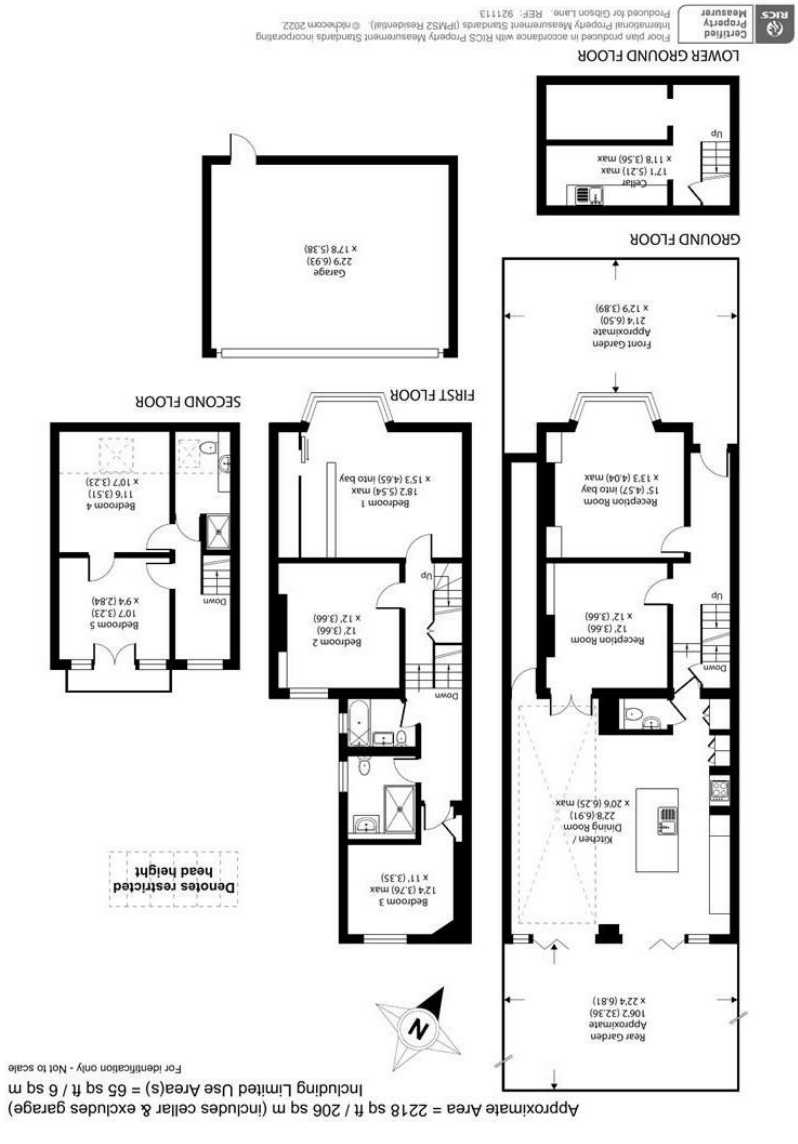 Approximate Area = 2218 sq ft / 206 sq m (includes cellar & excludes garage)
Including Limited Use Area(s) = 65 sq ft / 6 sq m
For identification only - Not to scale
N
Rear Garden
Approximate
106'2 (32.36)
x 22'4 (6.81)
Kitchen /
Dining Room
22'8 (6.91)
x 20'6 (6.25) max
Down
Up
Reception Room
12' (3.66)
x 12' (3.66)
Reception Room
15' (4.57) into bay
x 13'3 (4.04) max
Front Garden
Approximate
21'4 (6.50)
x 12'9 (3.89)
GROUND FLOOR
Bedroom 3
12'4 (3.76) max
x 11' (3.35)
Down
Bedroom 2
12' (3.66)
x 12' (3.66)
Up
Bedroom 1
18'2 (5.54) max
x 15'3 (4.65) into bay
FIRST FLOOR
Denotes restricted
head height
Bedroom 5
10'7 (3.23)
x 9'4 (2.84)
Down
Bedroom 4
11'6 (3.51)
x 10'7 (3.23)
SECOND FLOOR
Garage
22'9 (6.93)
x 17'8 (5.38)
Cellar
17'1 (5.21) max
x 11'8 (3.56) max
Up
LOWER GROUND FLOOR
RICS
Certified
Property
Measurer
Floor plan produced in accordance with RICS Property Measurement Standards incorporating
International Property Measurement Standards (IPMS2 Residential). © nichecom 2022.
Produced for Gibson Lane. REF: 921113